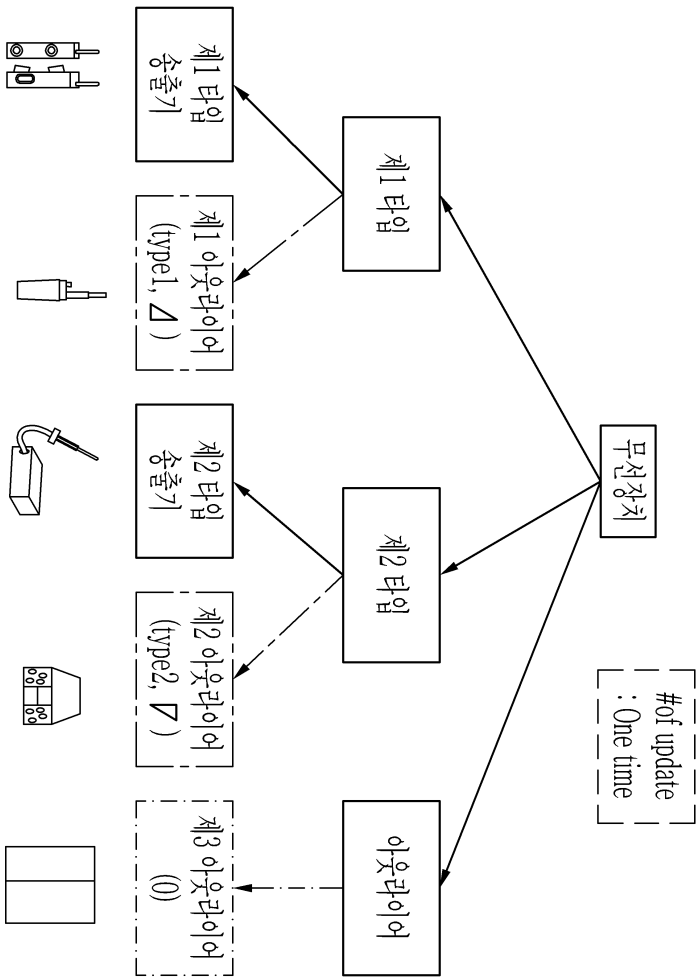 무선장치
#of update
: One time
제1 타입
제2 타입
아웃라이어
제1 타입
송출기
제1 아웃라이어
(type1, ◹)
제2 타입
송출기
제2 아웃라이어
(type2, ◸)
제3 아웃라이어
(0)